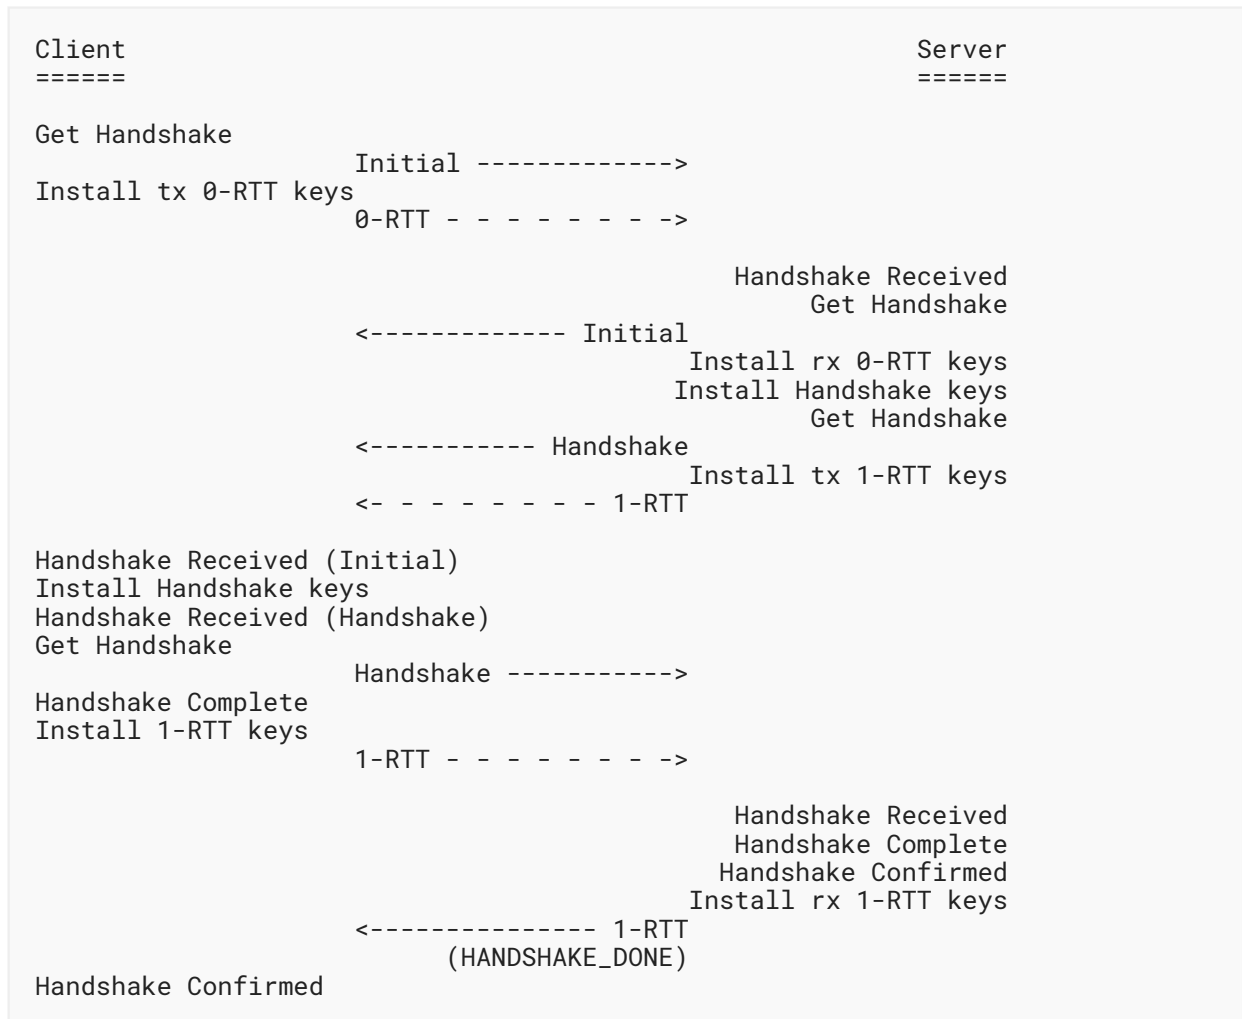 Client                                                    Server
======                                                    ======
Get Handshake
                     Initial ------------->
Install tx 0-RTT keys
                     0-RTT - - - - - - - ->
                                              Handshake Received
                                                   Get Handshake
                     <------------- Initial
                                           Install rx 0-RTT keys
                                          Install Handshake keys
                                                   Get Handshake
                     <----------- Handshake
                                           Install tx 1-RTT keys
                     <- - - - - - - - 1-RTT
Handshake Received (Initial)
Install Handshake keys
Handshake Received (Handshake)
Get Handshake
                     Handshake ----------->
Handshake Complete
Install 1-RTT keys
                     1-RTT - - - - - - - ->
                                              Handshake Received
                                              Handshake Complete
                                             Handshake Confirmed
                                           Install rx 1-RTT keys
                     <--------------- 1-RTT
                           (HANDSHAKE_DONE)
Handshake Confirmed